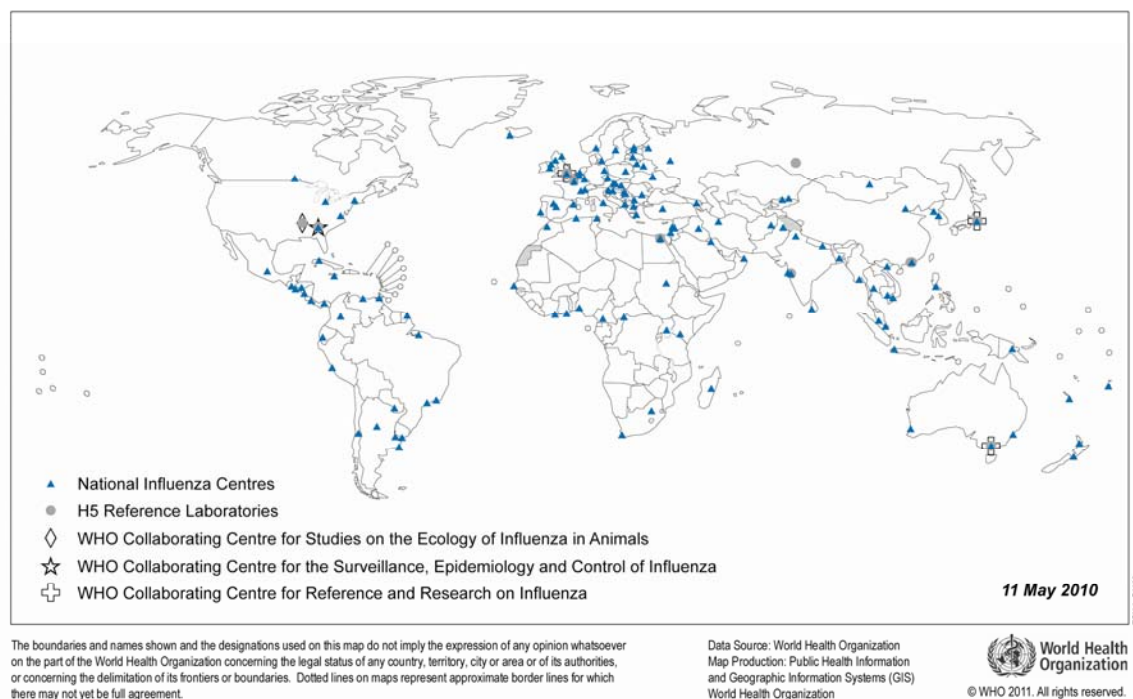 National Influenza Centres
H5 Reference Laboratories
WHO Collaborating Centre for Studies on the Ecology of Influenza in Animals
WHO Collaborating Centre for the Surveillance, Epidemiology and Control of Influenza
WHO Collaborating Centre for Reference and Research on Influenza
11 May 2010
The boundaries and names shown and the designations used on this map do not imply the expression of any opinion whatsoever
on the part of the World Health Organization concerning the legal status of any country, territory, city or area or of its authorities,
or concerning the delimitation of its frontiers or boundaries. Dotted lines on maps represent approximate border lines for which
there may not yet be full agreement.
Data Source: World Health Organization
Map Production: Public Health Information
and Geographic Information Systems (GIS)
World Health Organization
World Health
Organization
© WHO 2011. All rights reserved.